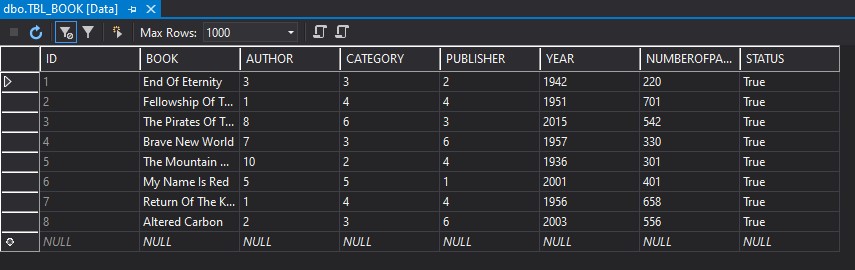 dbo.TBL_BOOK [Data]
Max Rows: 1000
ID BOOK AUTHOR CATEGORY PUBLISHER YEAR NUMBEROFPA... STATUS
1 End Of Eternity 3 3 2 1942 220 True
2 Fellowship Of T... 1 4 4 1951 701 True
3 The Pirates Of T... 8 6 3 2015 542 True
4 Brave New World 7 3 6 1957 330 True
5 The Mountain ... 10 2 4 1936 301 True
6 My Name Is Red 5 5 1 2001 401 True
7 Return Of The K... 1 4 4 1956 658 True
8 Altered Carbon 2 3 6 2003 556 True
NULL NULL NULL NULL NULL NULL NULL NULL